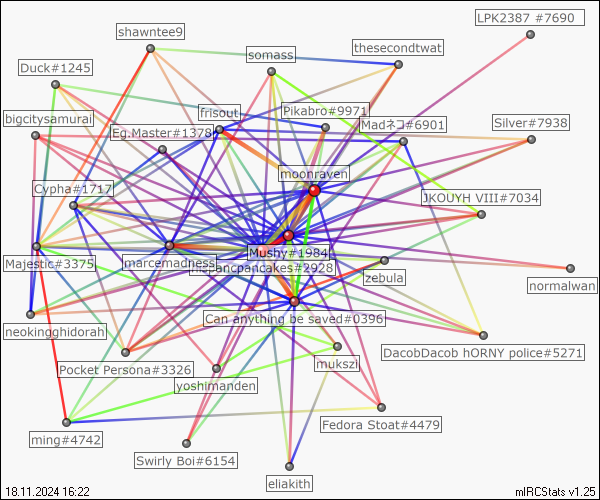 LPK2387 #7690
shawntee9
thesecondtwat
somass
Duck#1245
frisout
Pikabro#9971
bigcitysamurai
Eg.Master#1378
Madネコ#6901
Silver#7938
moonraven
Cypha#1717
JKOUYH VIII#7034
Mushy#1984
Majestic#3375
marcemadness
#2928
zebula
normalwan
neokingghidorah
Can anything be saved#0396
DacobDacob hORNY police#5271
mukszi
Pocket Persona#3326
yoshimanden
Fedora Stoat#4479
ming#4742
Swirly Boi#6154
eliakith
18.11.2024 16:22
mIRCStats v1.25